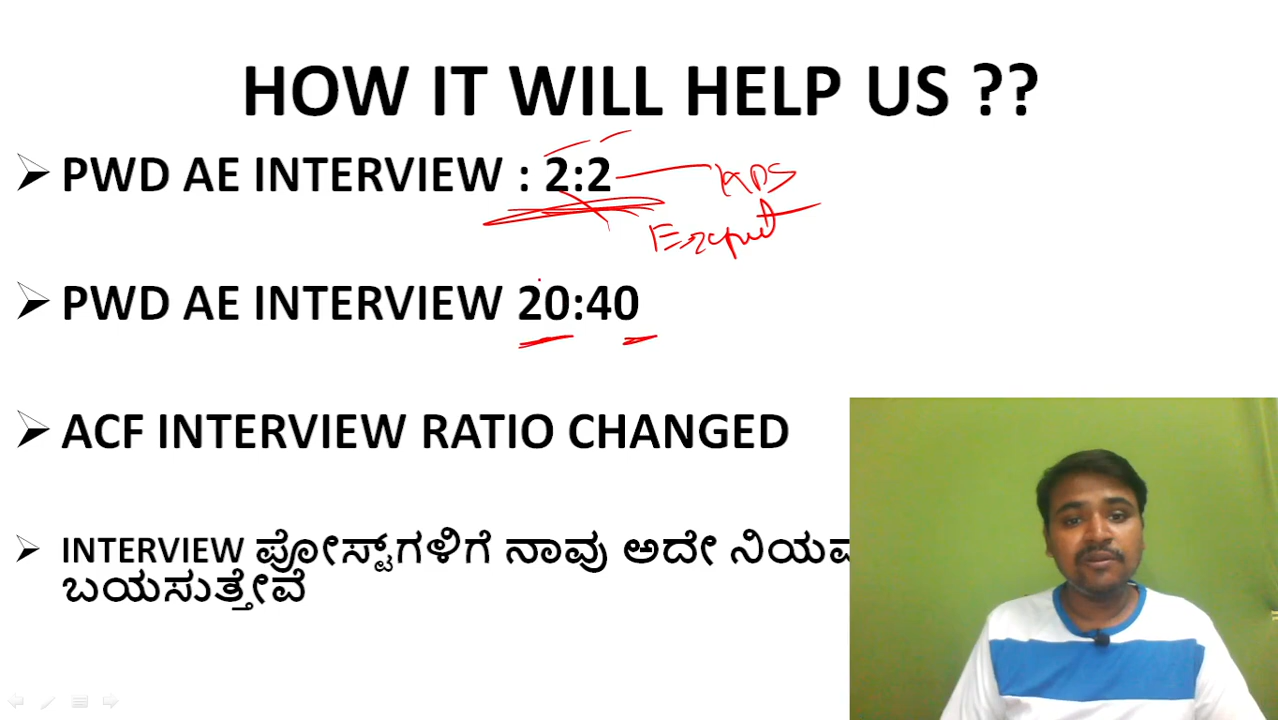 HOW IT WILL HELP US ??
PWD AE INTERVIEW : 2:2
PWD AE INTERVIEW 20:40
ACF INTERVIEW RATIO CHANGED
INTERVIEW ಪೋಸ್ಟ್‌ಗಳಿಗೆ ನಾವು ಅದೇ
ಬಯಸುತ್ತೇವೆ